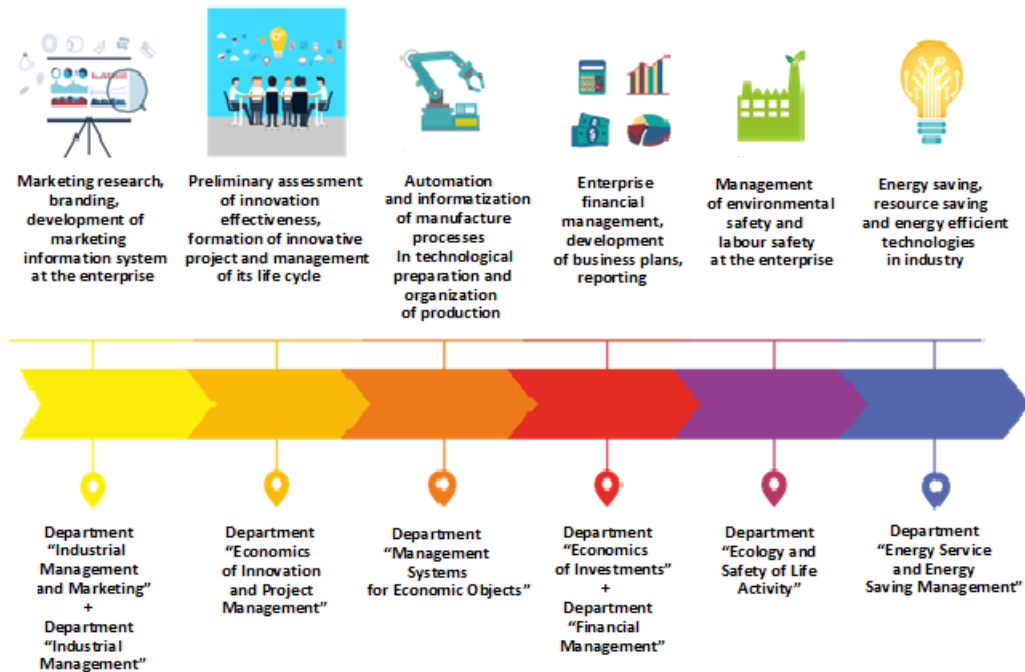 Marketing research,
branding,
development of
marketing
information system
at the enterprise
Preliminary assessment
of innovation
effectiveness,
formation of innovative
project and management
of its life cycle
Automation
and informatization
of manufacture
processes
In technological
preparation and
organization
of production
Enterprise
financial
management,
development
of business plans,
reporting
Management
of environmental
safety and
labour safety
at the enterprise
Energy saving,
resource saving
and energy efficient
technologies
in industry
Department
“Industrial
Management
and Marketing”
+
Department
“Industrial
Management”
Department
“Economics
of Innovation
and Project
Management”
Department
“Management
Systems
for Economic Objects”
Department
“Economics
of Investments”
+
Department
“Financial
Management”
Department
“Ecology and
Safety of Life
Activity”
Department
“Energy Service
and Energy
Saving Management”